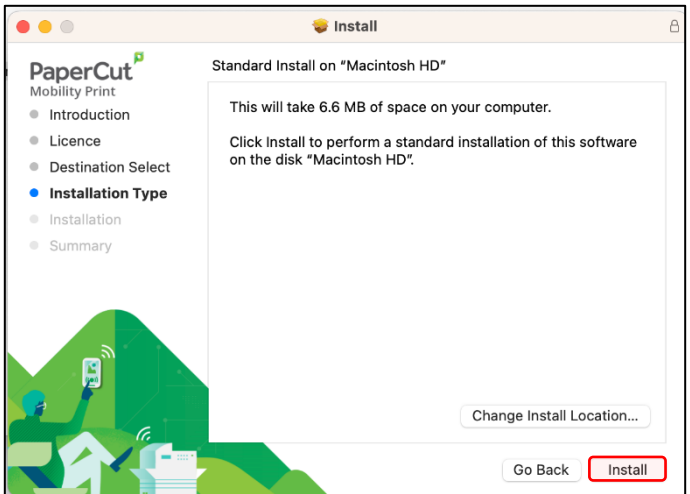 Install
PaperCut
Mobility Print
Introduction
Licence
Destination Select
Installation Type
Installation
Summary
Standard Install on “Macintosh HD”
This will take 6.6 MB of space on your computer.
Click Install to perform a standard installation of this software
on the disk “Macintosh HD”.
Change Install Location...
Go Back
Install